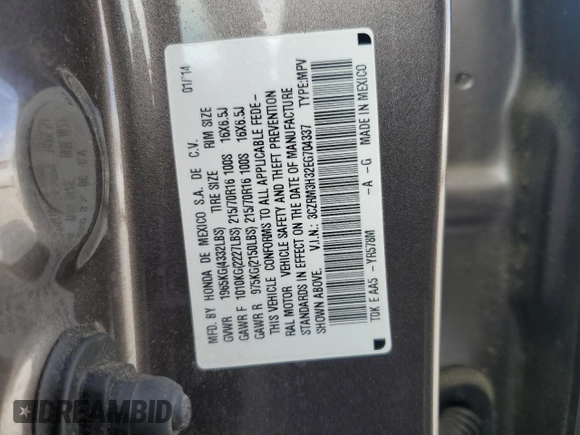 MFD. BY HONDA DE MEXICO S.A. DE C.V. 01/'14
GVWR TIRE SIZE RIM SIZE
1965KG(4332LBS)
GAWR F 1010KG(2227LBS) 215/70R16 100S 16X6.5J
GAWR R 975KG(2150LBS) 215/70R16 100S 16X6.5J
THIS VEHICLE CONFORMS TO ALL APPLICABLE FEDE-
RAL MOTOR VEHICLE SAFETY AND THEFT PREVENTION
STANDARDS IN EFFECT ON THE DATE OF MANUFACTURE
SHOWN ABOVE. V.I.N.: 3CZRM3H32EG704337 TYPE:MPV
TOK E AA5 -YR578M -A -G MADE IN MEXICO
DREAMBID